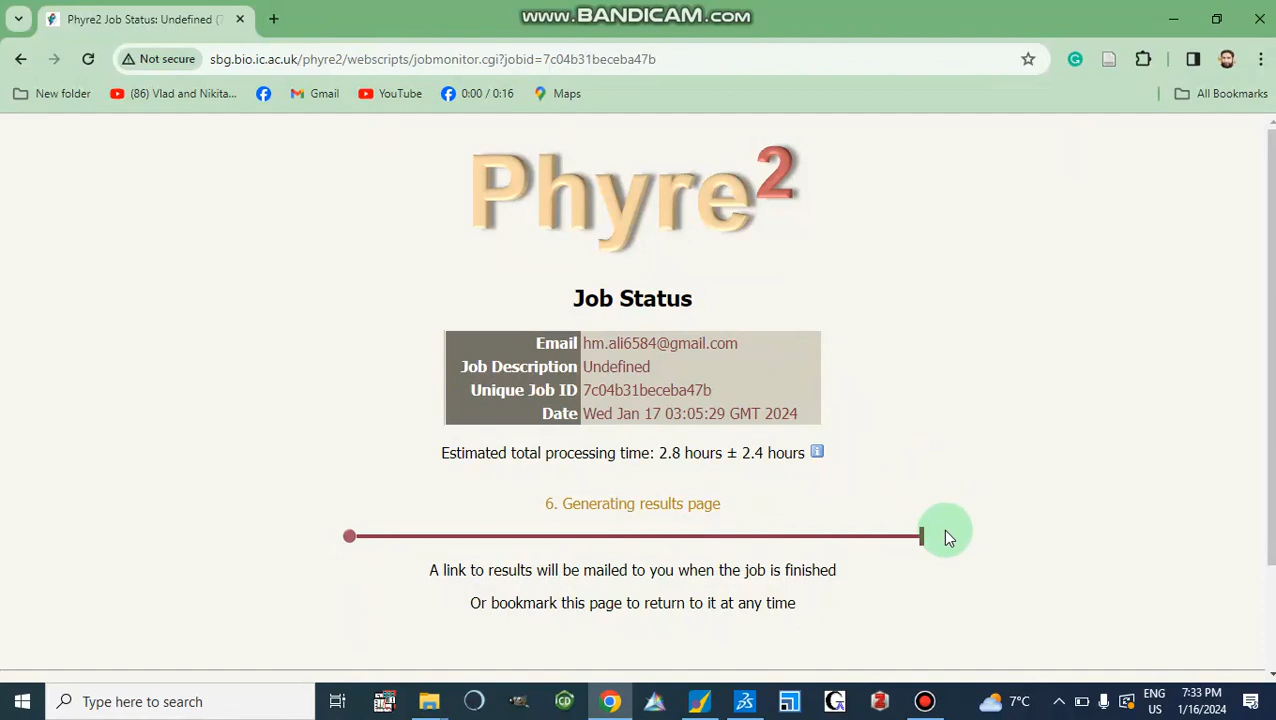 www.BANDICAM.com
Phyre2 Job Status: Undefined (7
Not secure
sbg.bio.ic.ac.uk/phyre2/webscripts/jobmonitor.cgi?jobid=7c04b31beceba47b
New folder
(86) Vlad and Nikita...
Gmail
YouTube
0:00 / 0:16
Maps
All Bookmarks
Phyre2
Job Status
Email hm.ali6584@gmail.com
Job Description Undefined
Unique Job ID 7c04b31beceba47b
Date Wed Jan 17 03:05:29 GMT 2024
Estimated total processing time: 2.8 hours ± 2.4 hours
6. Generating results page
A link to results will be mailed to you when the job is finished
Or bookmark this page to return to it at any time
Type here to search
7°C
ENG
US
7:33 PM
1/16/2024